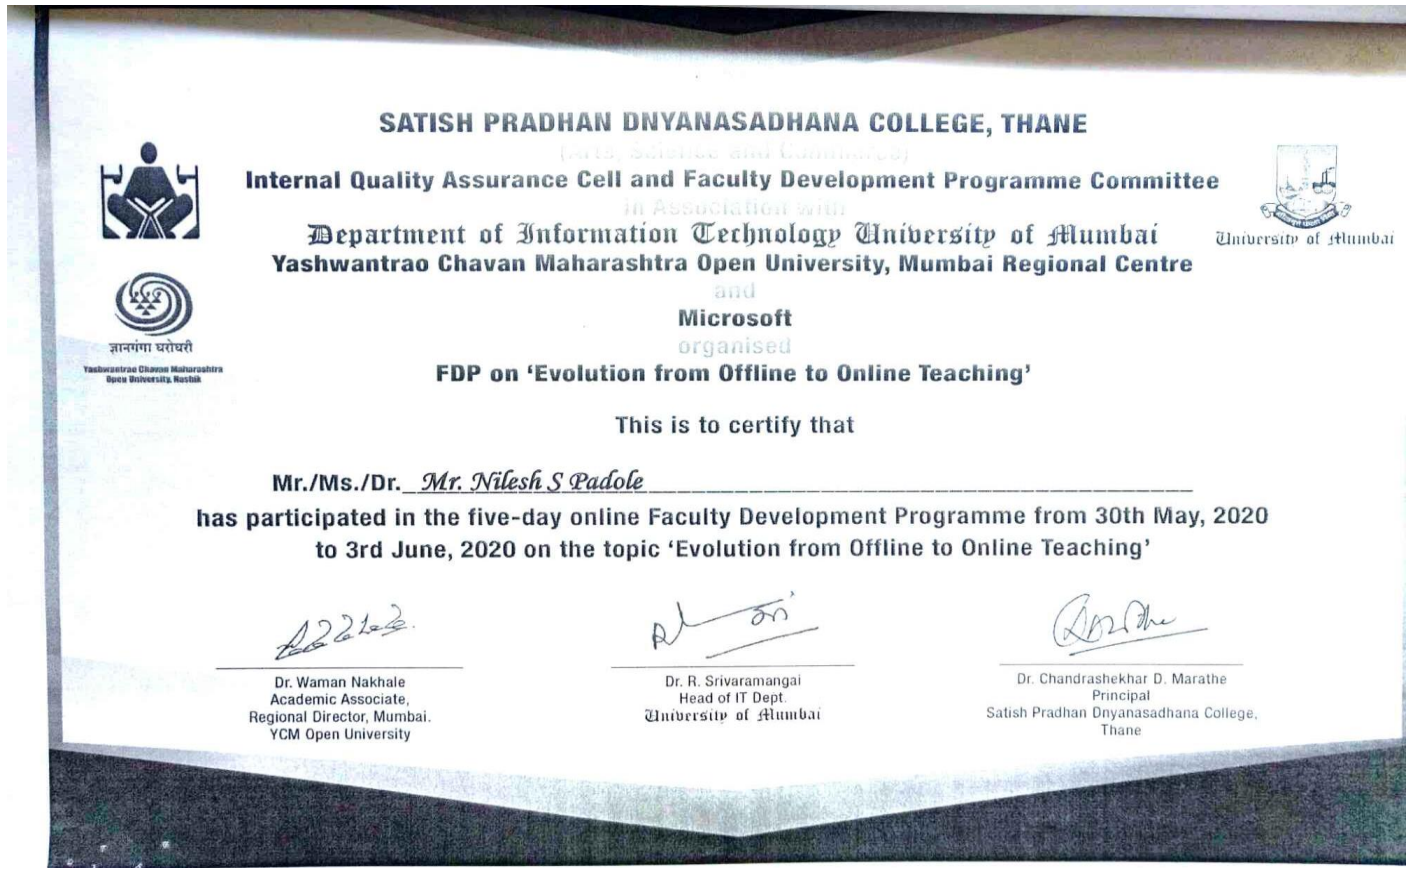 SATISH PRADHAN DNYANASADHANA COLLEGE, THANE
(Arts, Science and Commerce)
Internal Quality Assurance Cell and Faculty Development Programme Committee
in Association with
Department of Information Technology University of Mumbai
Yashwantrao Chavan Maharashtra Open University, Mumbai Regional Centre
and
Microsoft
organised
FDP on ‘Evolution from Offline to Online Teaching’
University of Mumbai
ज्ञानगंगा घरोघरी
Yashwantrao Chavan Maharashtra
Open University, Nashik
This is to certify that
Mr./Ms./Dr. Mr. Nilesh S Padole
has participated in the five-day online Faculty Development Programme from 30th May, 2020
to 3rd June, 2020 on the topic ‘Evolution from Offline to Online Teaching’
Dr. Waman Nakhale
Academic Associate,
Regional Director, Mumbai.
YCM Open University
Dr. R. Srivaramangai
Head of IT Dept.
University of Mumbai
Dr. Chandrashekhar D. Marathe
Principal
Satish Pradhan Dnyanasadhana College,
Thane